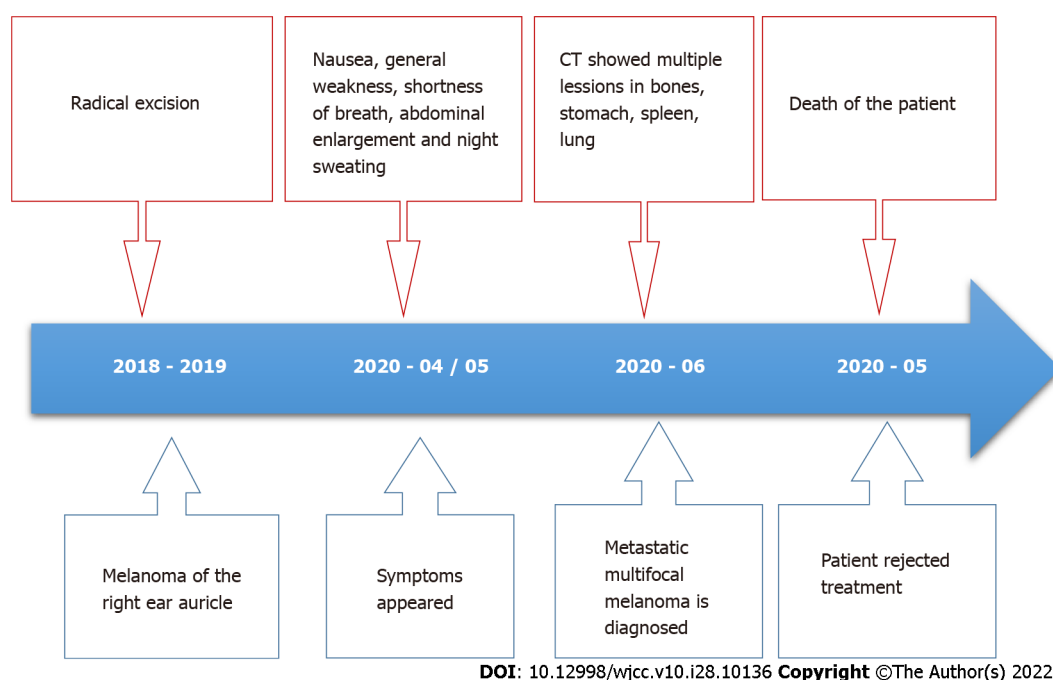 Radical excision
Nausea, general
weakness, shortness
of breath, abdominal
enlargement and night
sweating
CT showed multiple
lessions in bones,
stomach, spleen,
lung
Death of the patient
2018 - 2019
2020 - 04 / 05
2020 - 06
2020 - 05
Melanoma of the
right ear auricle
Symptoms
appeared
Metastatic
multifocal
melanoma is
diagnosed
Patient rejected
treatment
DOI: 10.12998/wjcc.v10.i28.10136 Copyright ©The Author(s) 2022